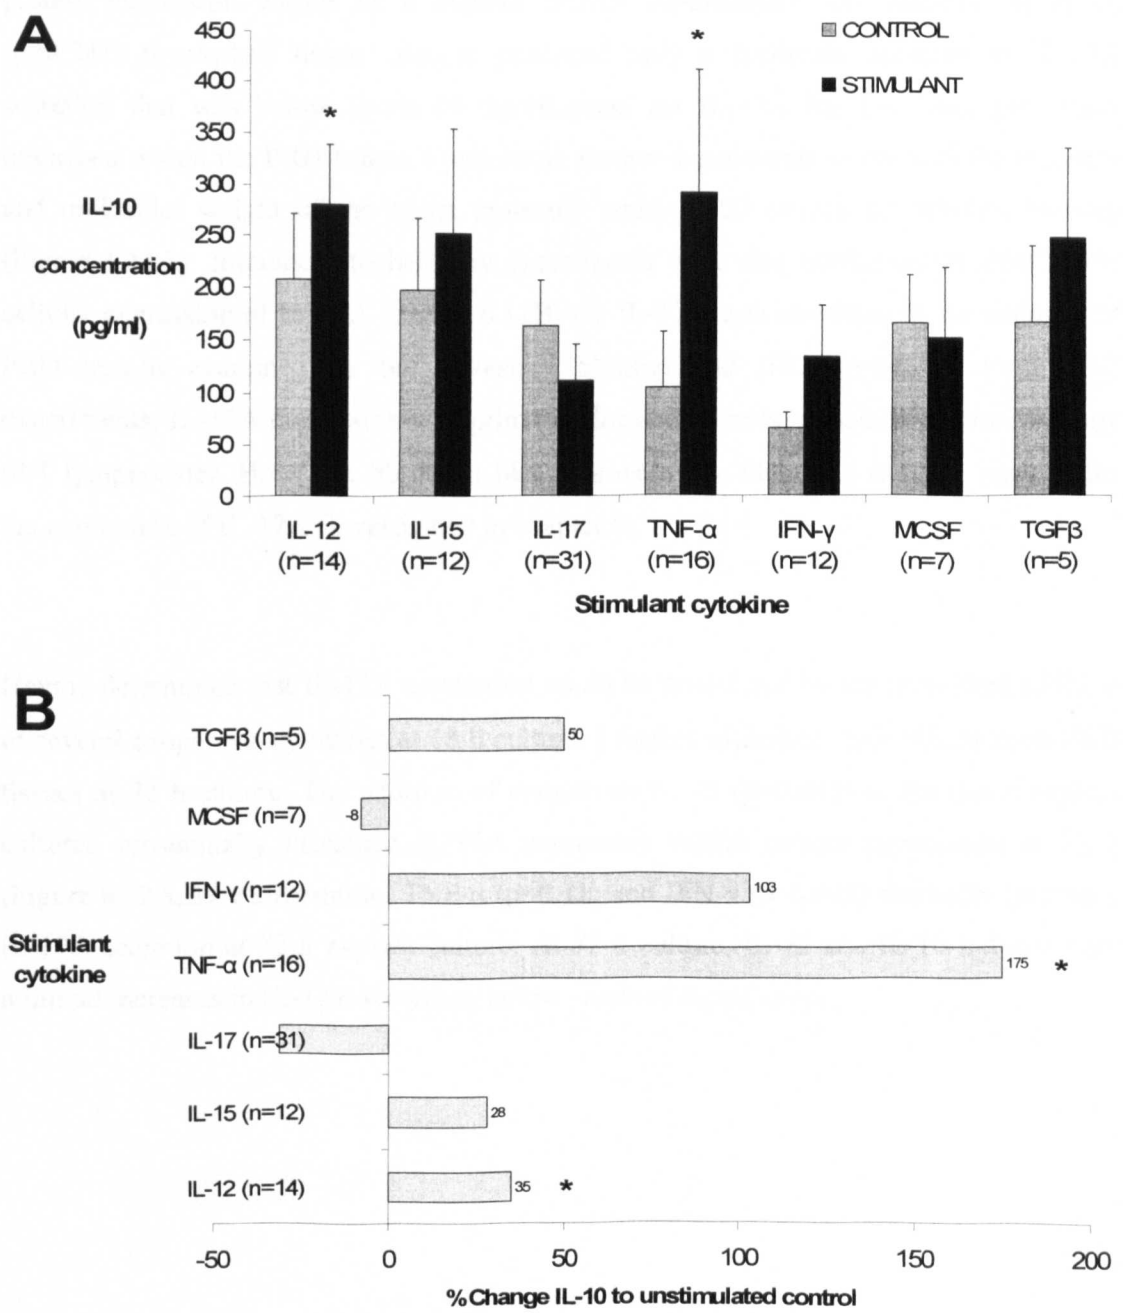 A
450
400
350
300
250
200
150
100
50
0
IL-10
concentration
(pg/ml)
CONTROL
STIMULANT
*
*
IL-12 IL-15 IL-17 TNF-α IFN-γ MCSF TGFβ
(n=14) (n=12) (n=31) (n=16) (n=12) (n=7) (n=5)
Stimulant cytokine
B
TGFβ (n=5) 50
MCSF (n=7) -8
IFN-γ (n=12) 103
Stimulant
cytokine
TNF-α (n=16) 175 *
IL-17 (n=31)
IL-15 (n=12) 28
IL-12 (n=14) 35 *
-50 0 50 100 150 200
%Change IL-10 to unstimulated control